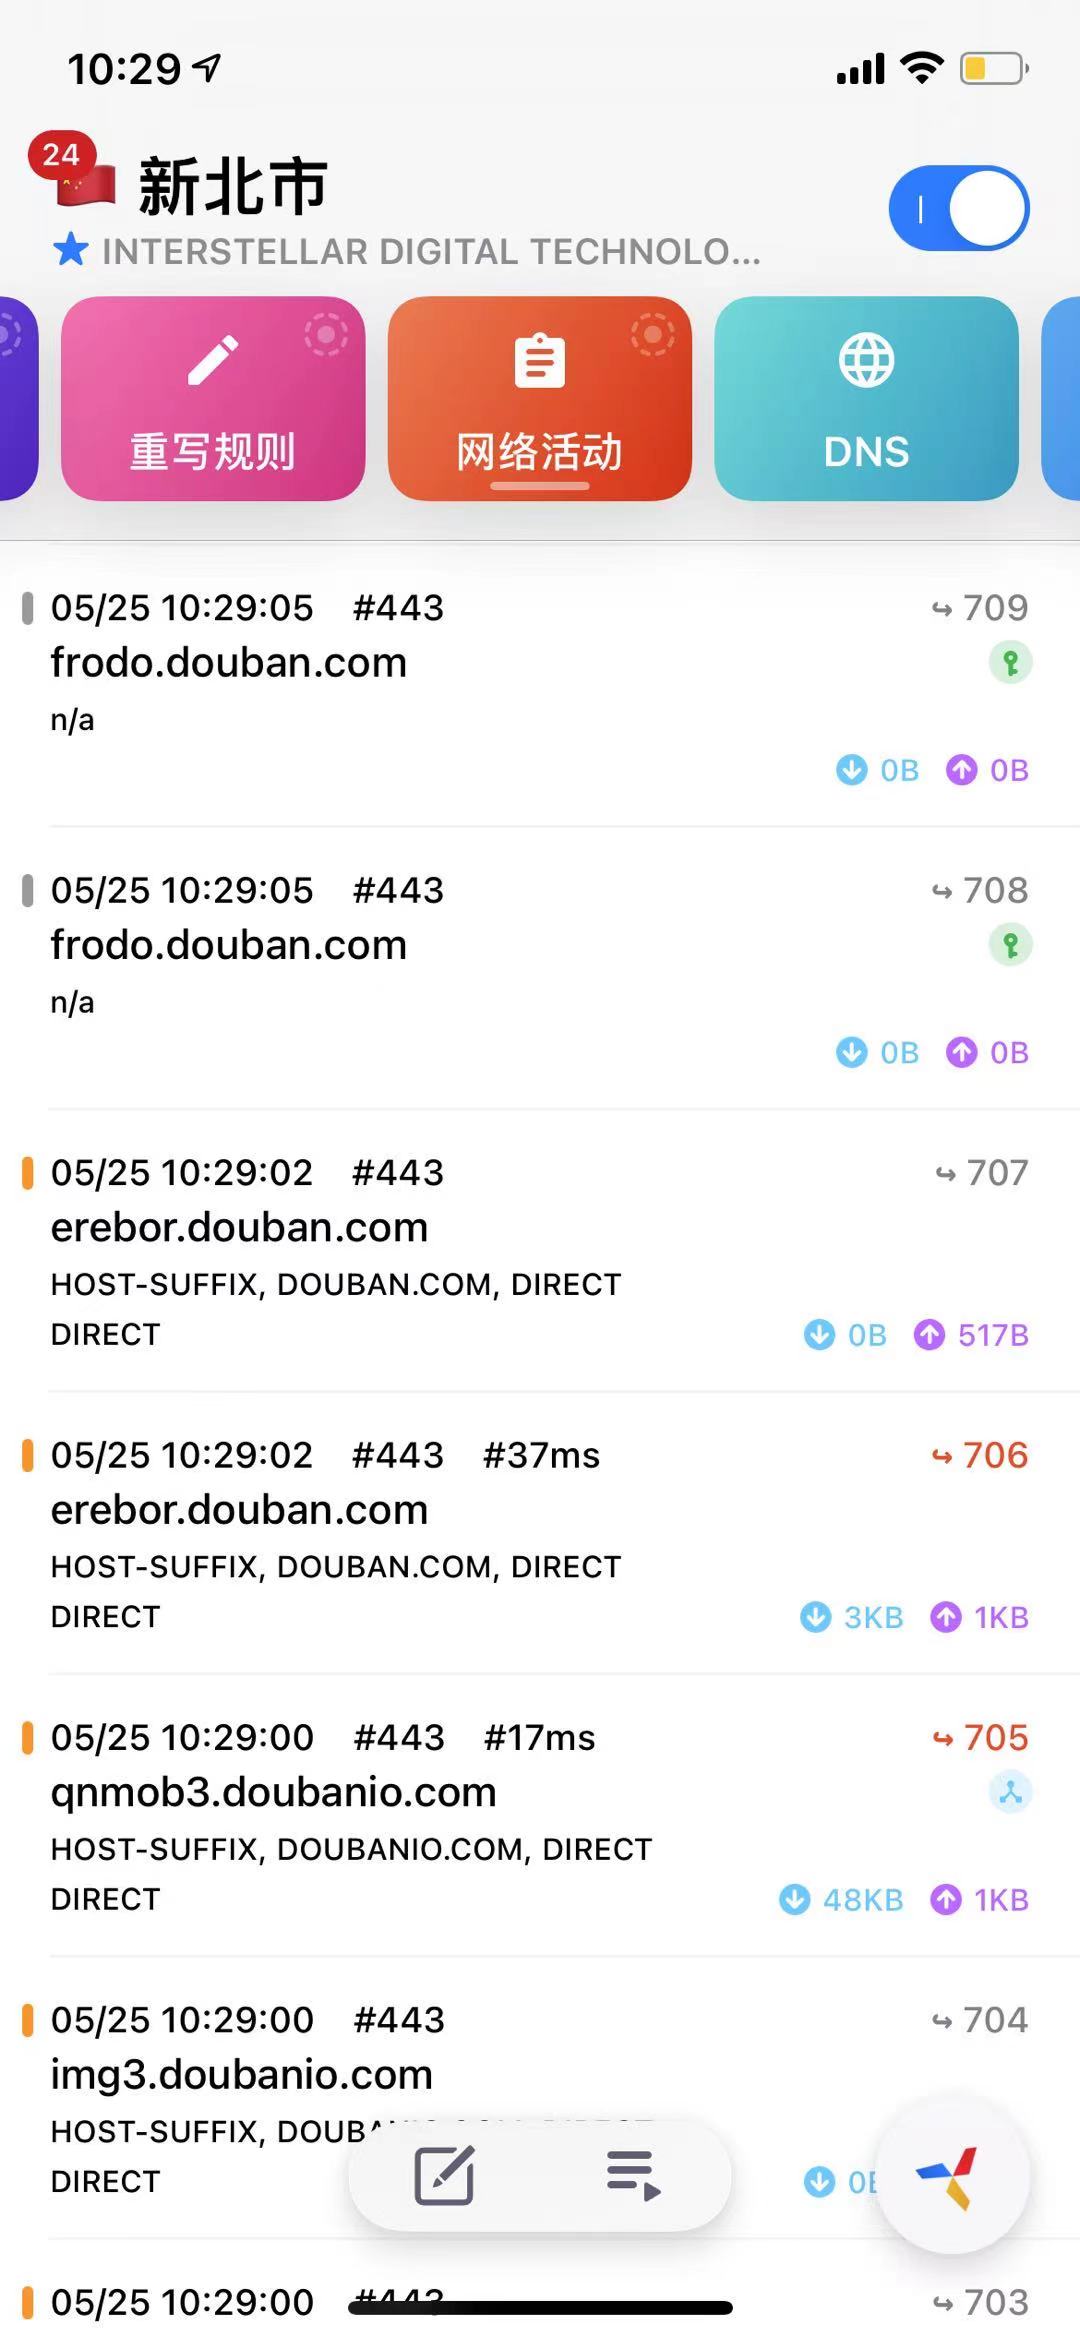 10:29
24
新北市
INTERSTELLAR DIGITAL TECHNOLO...
重写规则
网络活动
DNS
05/25 10:29:05 #443 709
frodo.douban.com
n/a
0B 0B
05/25 10:29:05 #443 708
frodo.douban.com
n/a
0B 0B
05/25 10:29:02 #443 707
erebor.douban.com
HOST-SUFFIX, DOUBAN.COM, DIRECT
DIRECT 0B 517B
05/25 10:29:02 #443 #37ms 706
erebor.douban.com
HOST-SUFFIX, DOUBAN.COM, DIRECT
DIRECT 3KB 1KB
05/25 10:29:00 #443 #17ms 705
qnmob3.doubanio.com
HOST-SUFFIX, DOUBANIO.COM, DIRECT
DIRECT 48KB 1KB
05/25 10:29:00 #443 704
img3.doubanio.com
HOST-SUFFIX,
DIRECT
05/25 10:29:00 #443 703